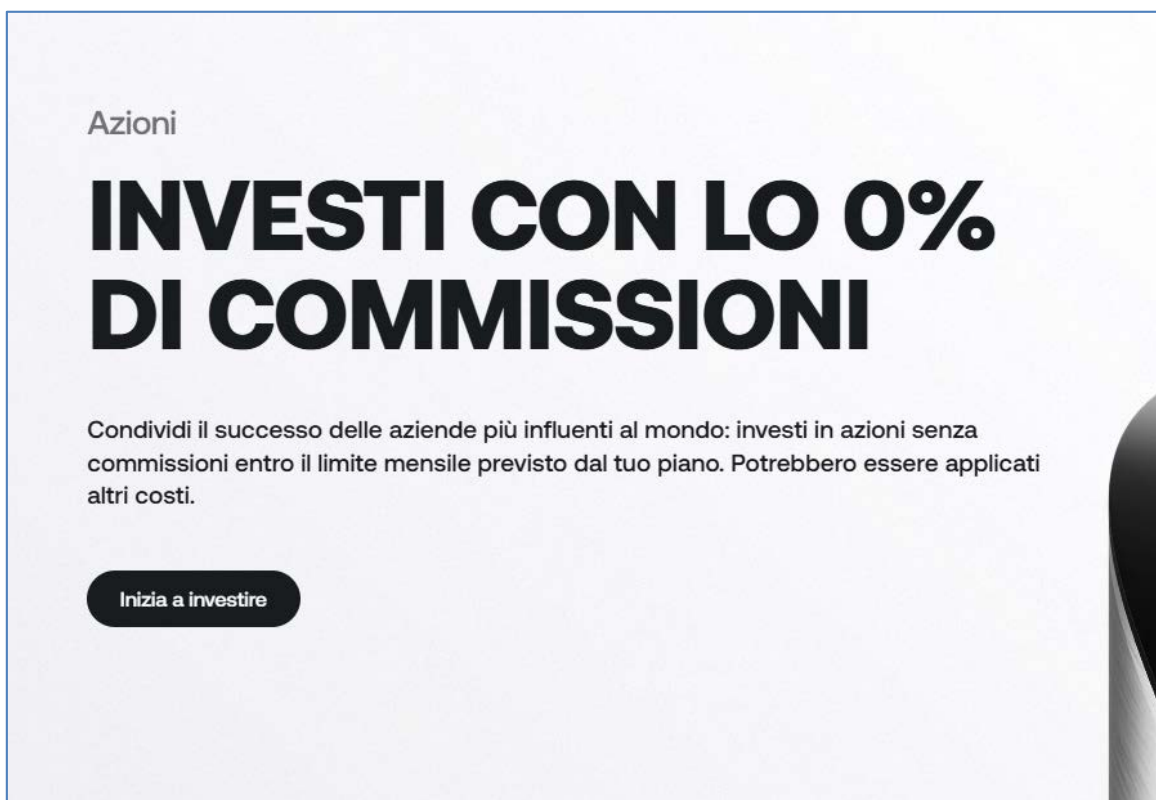 Azioni
INVESTI CON LO 0%
DI COMMISSIONI
Condividi il successo delle aziende più influenti al mondo: investi in azioni senza
commissioni entro il limite mensile previsto dal tuo piano. Potrebbero essere applicati
altri costi.
Inizia a investire